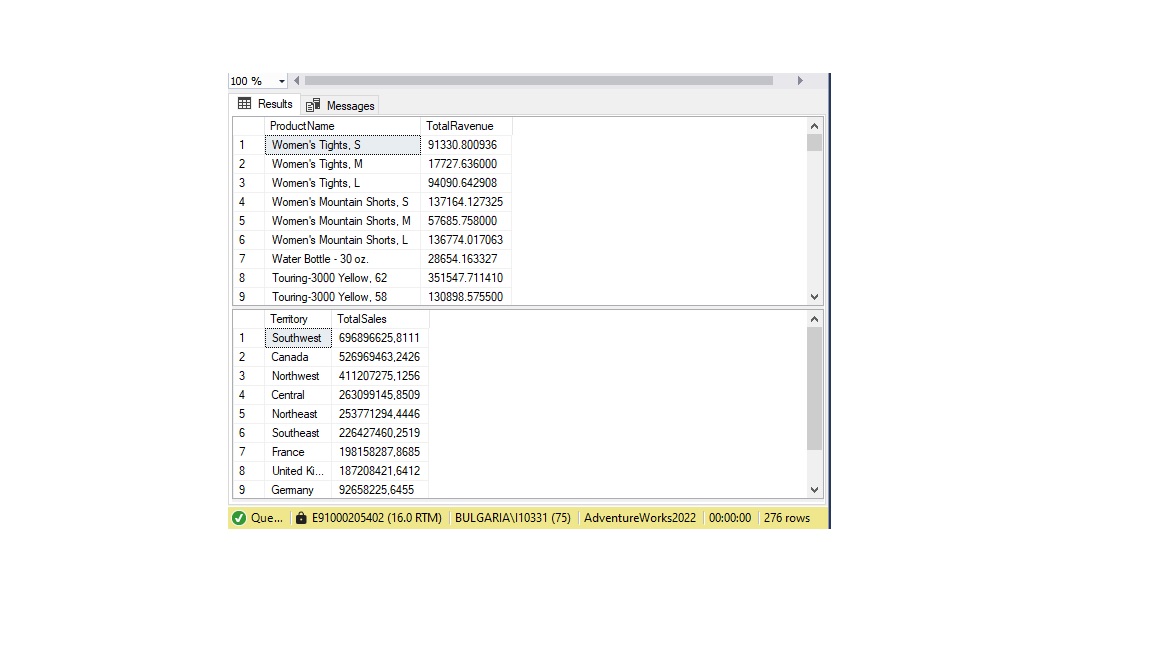 100 %
Results Messages
ProductName TotalRavenue
1 Women's Tights, S 91330.800936
2 Women's Tights, M 17727.636000
3 Women's Tights, L 94090.642908
4 Women's Mountain Shorts, S 137164.127325
5 Women's Mountain Shorts, M 57685.758000
6 Women's Mountain Shorts, L 136774.017063
7 Water Bottle - 30 oz. 28654.163327
8 Touring-3000 Yellow, 62 351547.711410
9 Touring-3000 Yellow, 58 130898.575500
Territory TotalSales
1 Southwest 696896625,8111
2 Canada 526969463,2426
3 Northwest 411207275,1256
4 Central 263099145,8509
5 Northeast 253771294,4446
6 Southeast 226427460,2519
7 France 198158287,8685
8 United Ki... 187208421,6412
9 Germany 92658225,6455
Que... E91000205402 (16.0 RTM) BULGARIA\I10331 (75) AdventureWorks2022 00:00:00 276 rows